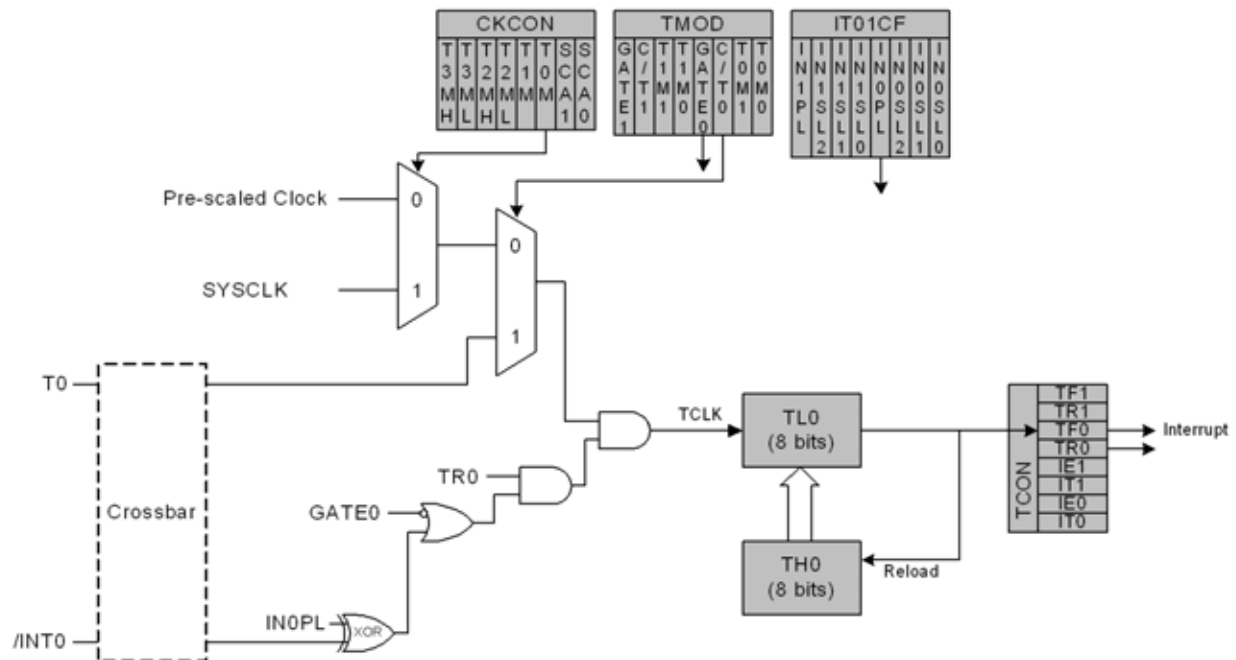 CKCON
T3MH T3ML T2MH T2ML T1M T0M SCA1 SCA0
TMOD
GATE1 C/T1 T1M1 T1M0 GATE0 C/T0 T0M1 T0M0
IT01CF
IN1PL IN1SL2 IN1SL1 IN1SL0 IN0PL IN0SL2 IN0SL1 IN0SL0
Pre-scaled Clock
0
SYSCLK
1
0
1
T0
Crossbar
/INT0
TR0
GATE0
IN0PL
XOR
TCLK
TL0
(8 bits)
TH0
(8 bits)
Reload
TCON
TF1
TR1
TF0
TR0
IE1
IT1
IE0
IT0
Interrupt